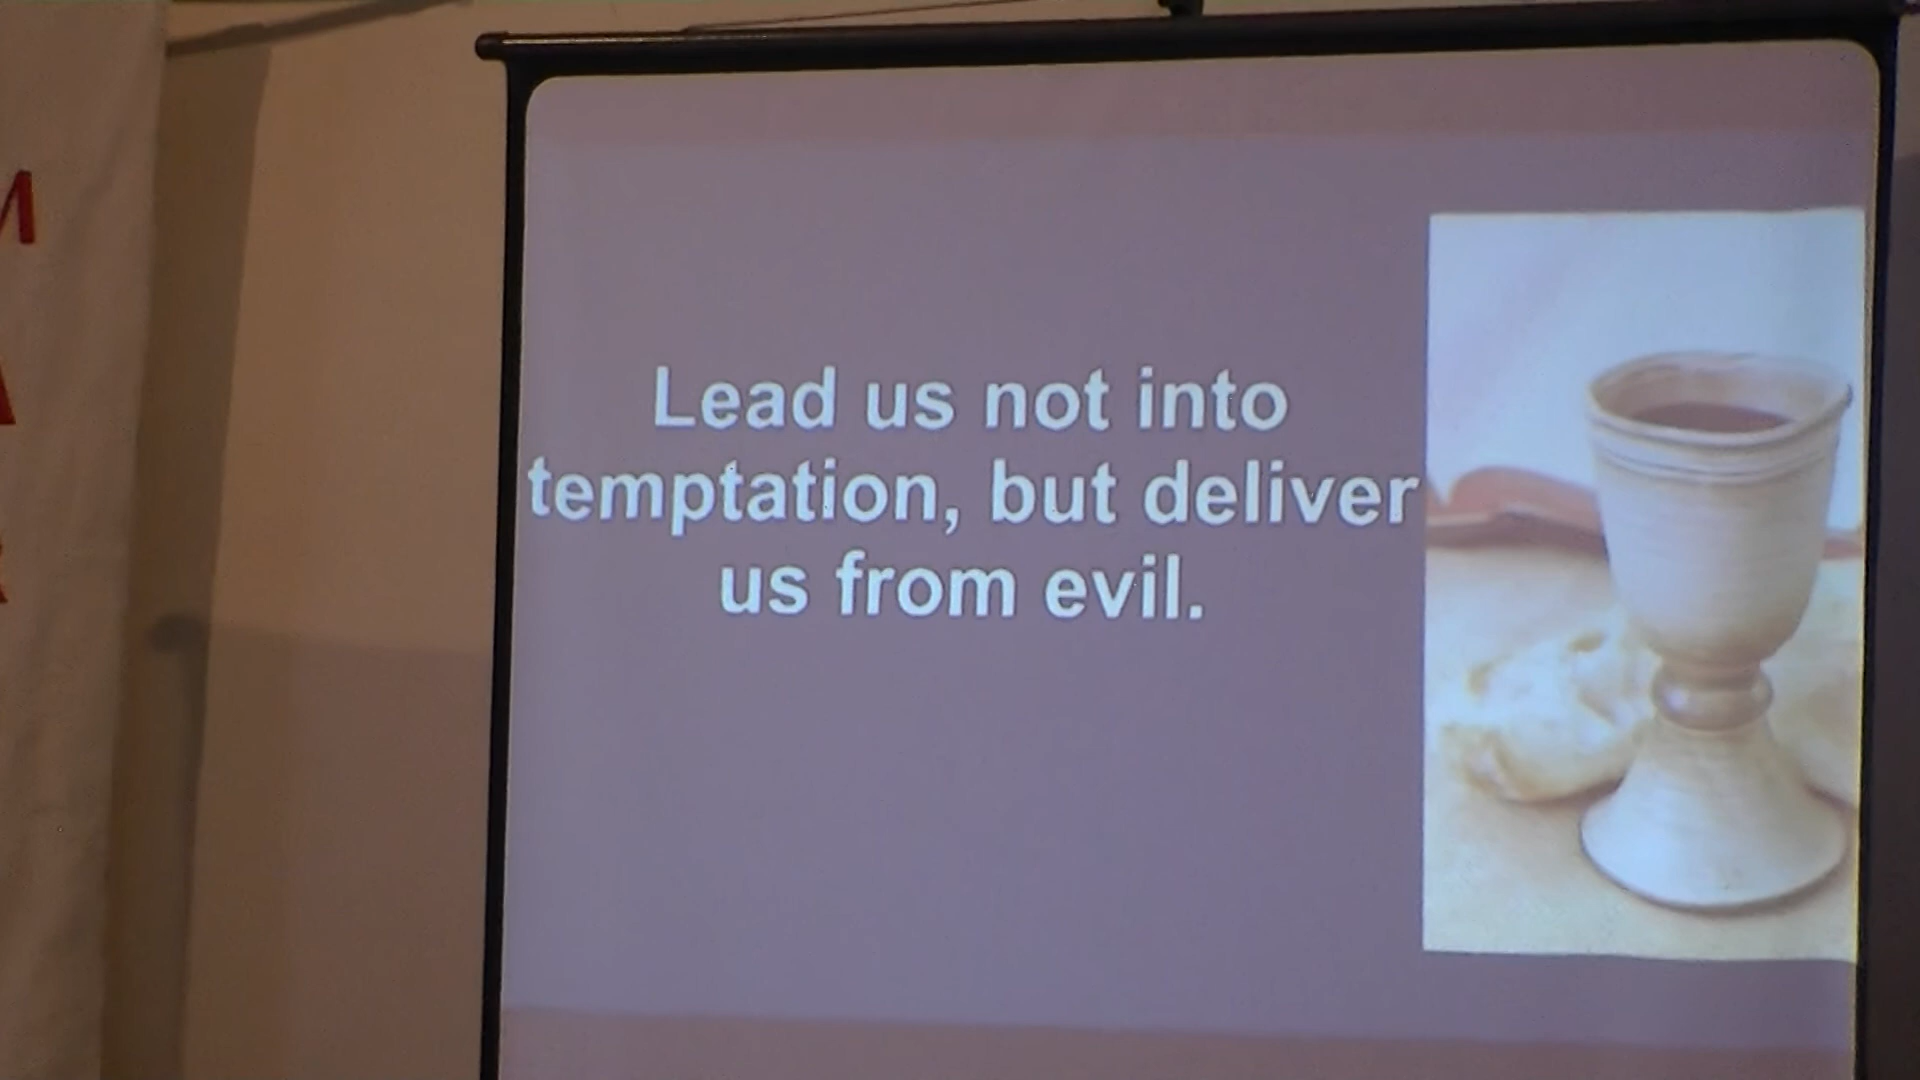 Lead us not into
temptation, but deliver
us from evil.